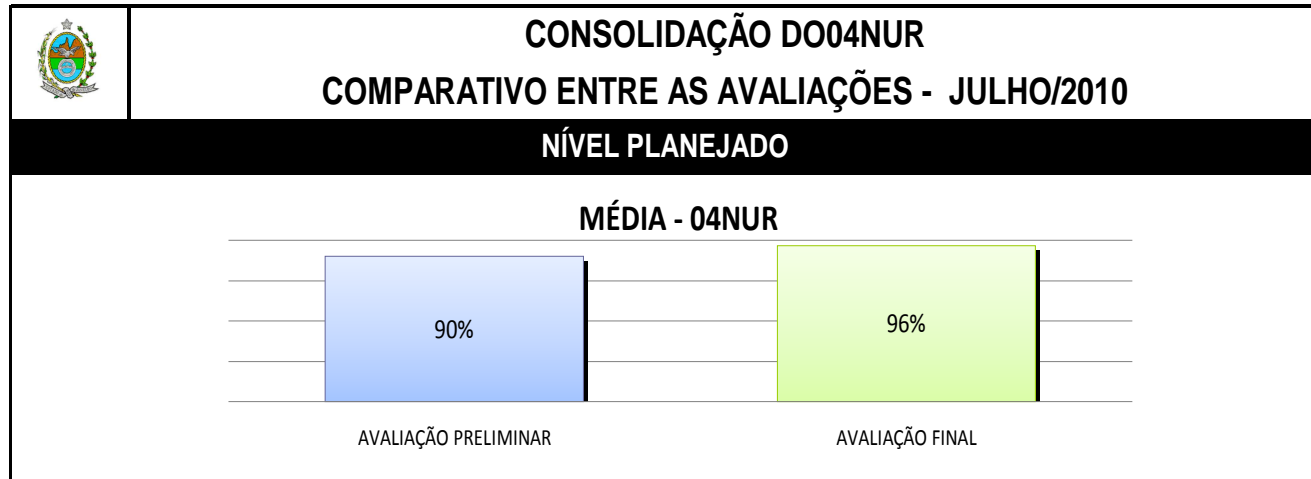 CONSOLIDAÇÃO DO04NUR
COMPARATIVO ENTRE AS AVALIAÇÕES - JULHO/2010
NÍVEL PLANEJADO
MÉDIA - 04NUR
90%
96%
AVALIAÇÃO PRELIMINAR
AVALIAÇÃO FINAL